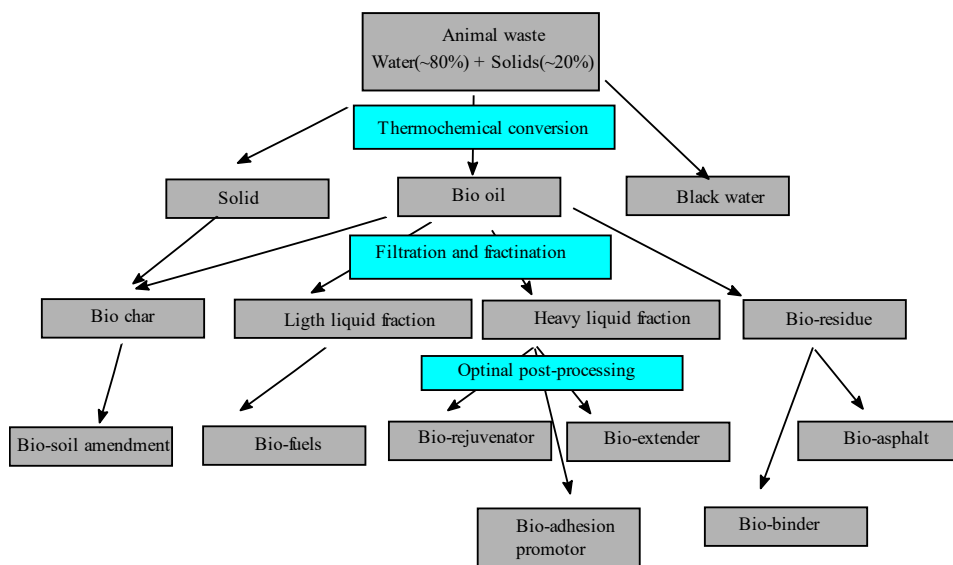 Animal waste
Water(~80%) + Solids(~20%)
Thermochemical conversion
Solid
Bio oil
Black water
Filtration and fractination
Bio char
Ligth liquid fraction
Heavy liquid fraction
Bio-residue
Optinal post-processing
Bio-soil amendment
Bio-fuels
Bio-rejuvenator
Bio-extender
Bio-asphalt
Bio-adhesion
promotor
Bio-binder